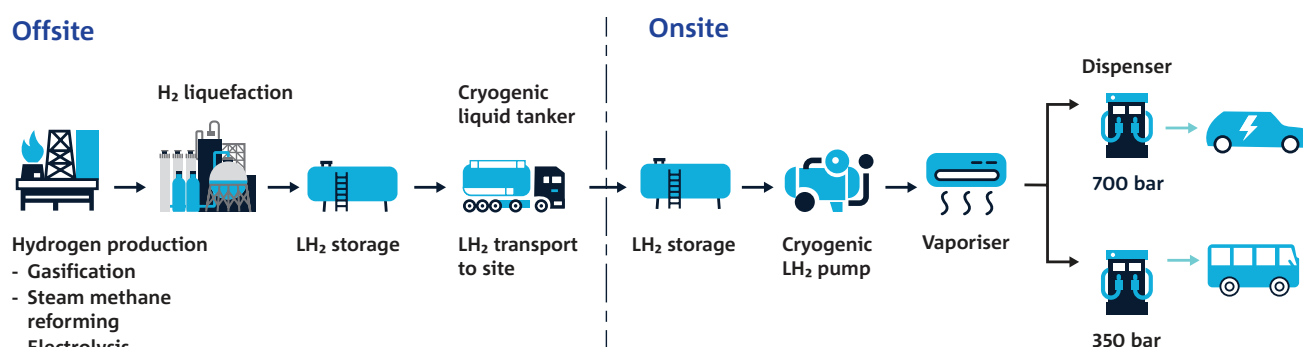 Offsite
Onsite
H₂ liquefaction
Cryogenic
liquid tanker
Dispenser
700 bar
Hydrogen production
- Gasification
- Steam methane
reforming
Electrolysis
LH₂ storage
LH₂ transport
to site
LH₂ storage
Cryogenic
LH₂ pump
Vaporiser
350 bar